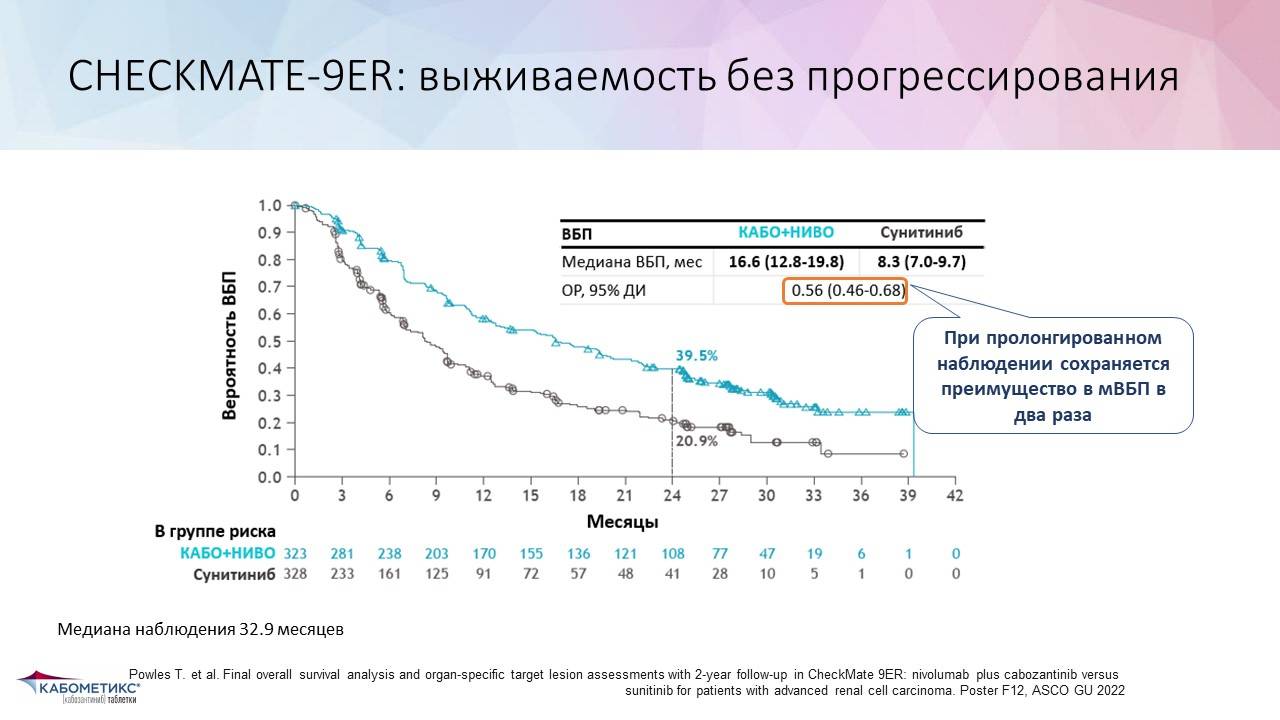 CHECKMATE-9ER: выживаемость без прогрессирования
1.0
0.9
0.8
0.7
0.6
0.5
0.4
0.3
0.2
0.1
0.0
Вероятность ВБП
ВБП КАБО+НИВО Сунитиниб
Медиана ВБП, мес 16.6 (12.8-19.8) 8.3 (7.0-9.7)
ОР, 95% ДИ 0.56 (0.46-0.68)
При пролонгированном
наблюдении сохраняется
преимущество в мВБП в
два раза
39.5%
20.9%
0 3 6 9 12 15 18 21 24 27 30 33 36 39 42
Месяцы
В группе риска
КАБО+НИВО 323 281 238 203 170 155 136 121 108 77 47 19 6 1 0
Сунитиниб 328 233 161 125 91 72 57 48 41 28 10 5 1 0 0
Медиана наблюдения 32.9 месяцев
КАБОМЕТИКС®
(кабозантиниб) таблетки
Powles T. et al. Final overall survival analysis and organ-specific target lesion assessments with 2-year follow-up in CheckMate 9ER: nivolumab plus cabozantinib versus
sunitinib for patients with advanced renal cell carcinoma. Poster F12, ASCO GU 2022